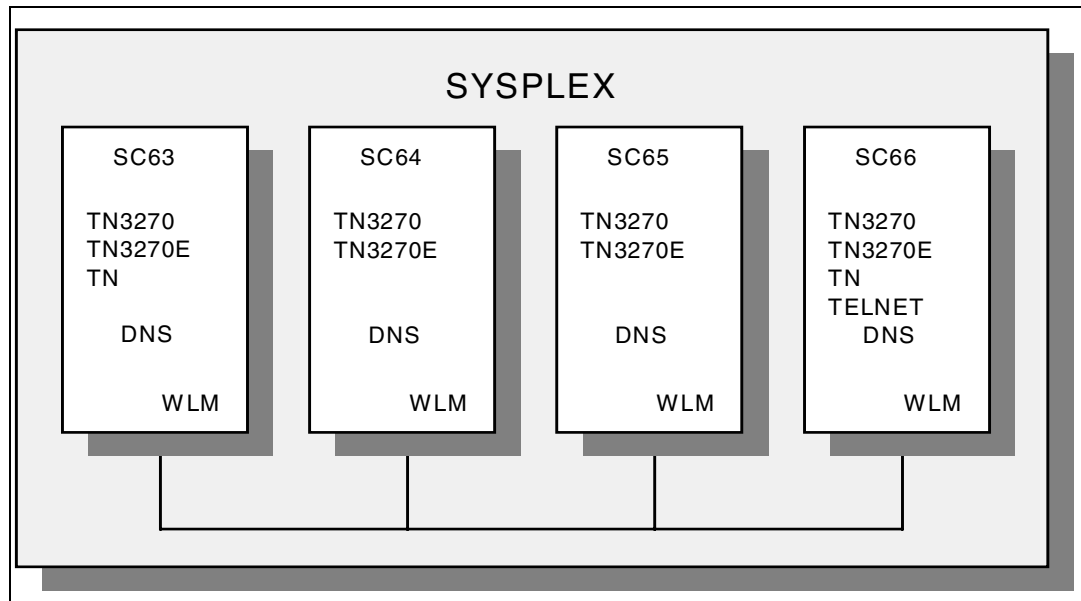 SYSPLEX
SC63
TN3270
TN3270E
TN
DNS
WLM
SC64
TN3270
TN3270E
DNS
WLM
SC65
TN3270
TN3270E
DNS
WLM
SC66
TN3270
TN3270E
TN
TELNET
DNS
WLM